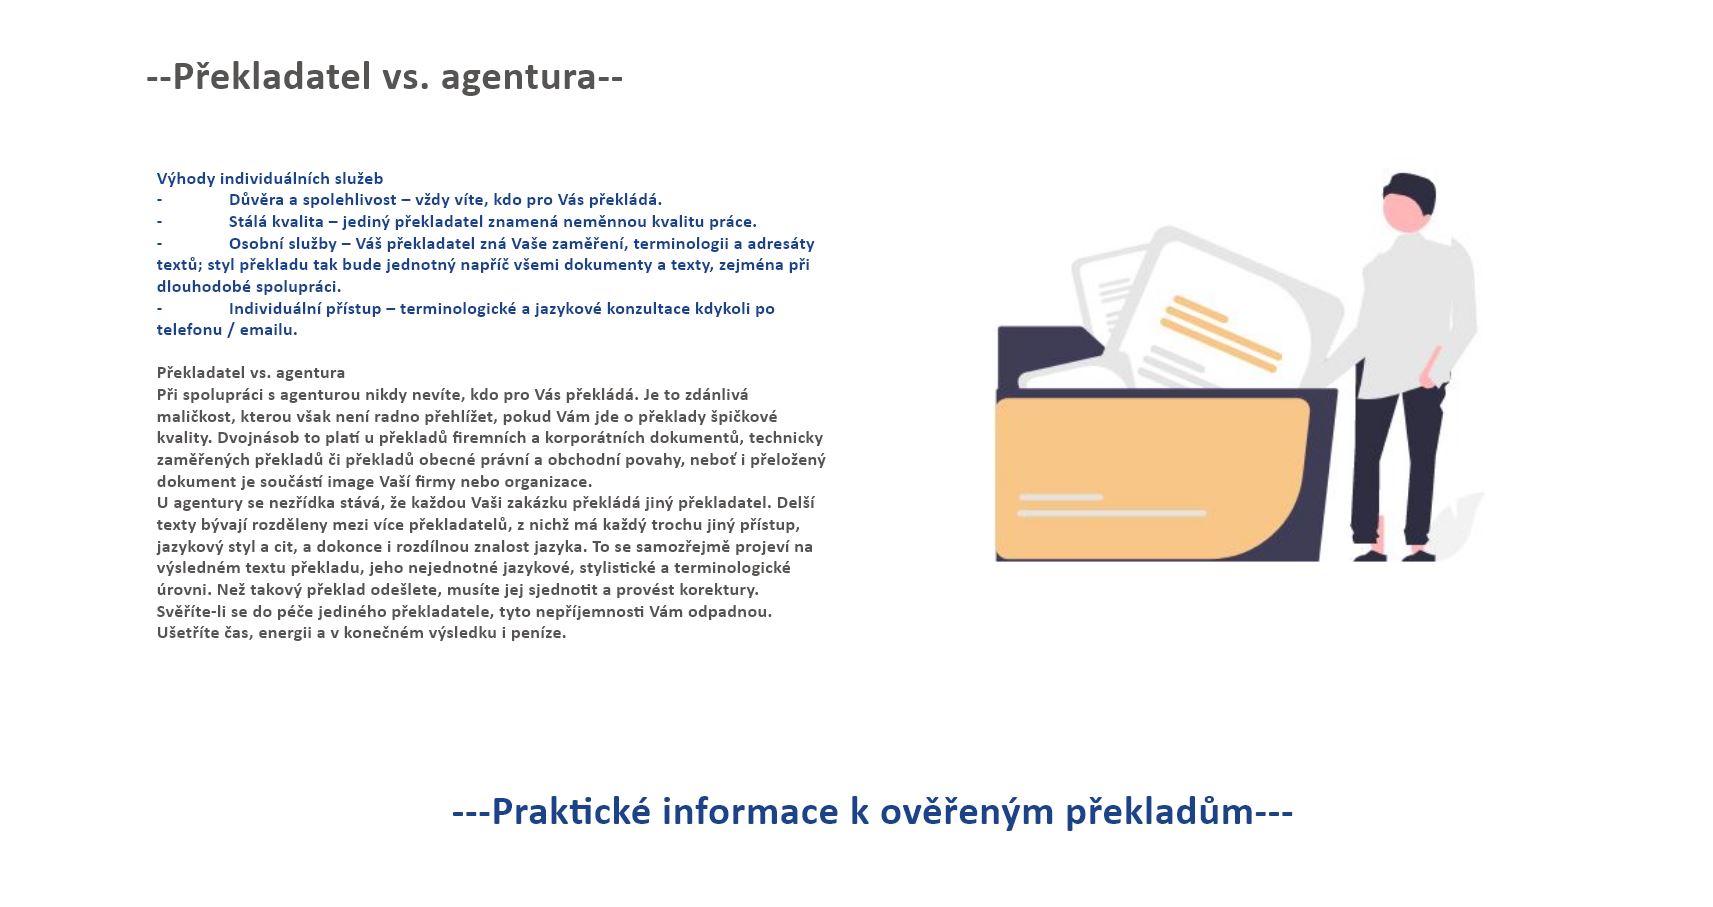 --Překladatel vs. agentura--
Výhody individuálních služeb
- Důvěra a spolehlivost – vždy víte, kdo pro Vás překládá.
- Stálá kvalita – jediný překladatel znamená neměnnou kvalitu práce.
- Osobní služby – Váš překladatel zná Vaše zaměření, terminologii a adresáty
textů; styl překladu tak bude jednotný napříč všemi dokumenty a texty, zejména při
dlouhodobé spolupráci.
- Individuální přístup – terminologické a jazykové konzultace kdykoli po
telefonu / emailu.
Překladatel vs. agentura
Při spolupráci s agenturou nikdy nevíte, kdo pro Vás překládá. Je to zdánlivá
maličkost, kterou však není radno přehlížet, pokud Vám jde o překlady špičkové
kvality. Dvojnásob to platí u překladů firemních a korporátních dokumentů, technicky
zaměřených překladů či překladů obecné právní a obchodní povahy, neboť i přeložený
dokument je součástí image Vaší firmy nebo organizace.
U agentury se nezřídka stává, že každou Vaši zakázku překládá jiný překladatel. Delší
texty bývají rozděleny mezi více překladatelů, z nichž má každý trochu jiný přístup,
jazykový styl a cit, a dokonce i rozdílnou znalost jazyka. To se samozřejmě projeví na
výsledném textu překladu, jeho nejednotné jazykové, stylistické a terminologické
úrovni. Než takový překlad odešlete, musíte jej sjednotit a provést korektury.
Svěříte-li se do péče jediného překladatele, tyto nepříjemnosti Vám odpadnou.
Ušetříte čas, energii a v konečném výsledku i peníze.
---Praktické informace k ověřeným překladům---